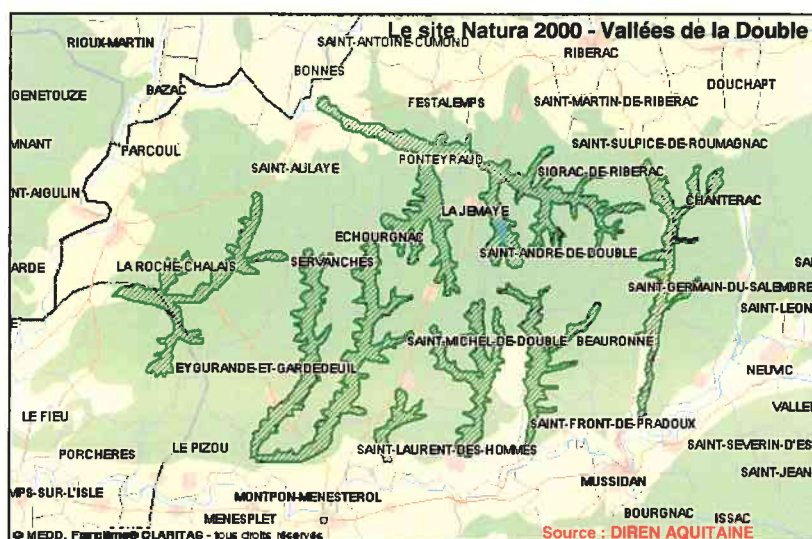 Le site Natura 2000 - Vallées de la Double
RIOUX-MARTIN
SAINT-ANTOINE-CUMOND
RIBERAC
BONNES
GENETOUZE
BAZAC
DOUCHAPT
FESTALEMPS
SAINT-MARTIN-DE-RIBERAC
MNANT
PARCOUL
SAINT-SULPICE-DE-ROUMAGNAC
PONTEYRAUD
SAINT-AULAYE
SIORAC-DE-RIBERAC
NT-AIGULIN
CHANTERAC
LA JEMAYE
ECHOURGNAC
SAINT-ANDRE-DE-DOUBLE
ARDE
LA ROCHE-CHALAIS
SERVANCHES
SAI
SAINT-GERMAIN-DU-SALEMBRE
SAINT-LEON
E
SAINT-MICHEL-DE-DOUBLE
BEAURONNE
EYGURANDE-ET-GARDEDEUIL
NEUVIC
VALLE
LE FIEU
SAINT-FRONT-DE-PRADOUX
LE PIZOU
SAINT-LAURENT-DES-HOMMES
SAINT-SEVERIN-D'ES
PORCHERES
SAINT-JEAN
MUSSIDAN
MPS-SUR-L'ISLE
MONTPON-MENESTEROL
MENESPLET
BOURGNAC
ISSAC
© MEDD, Franclim© CLARITAS - tous droits réservés
Source : DIREN AQUITAINE